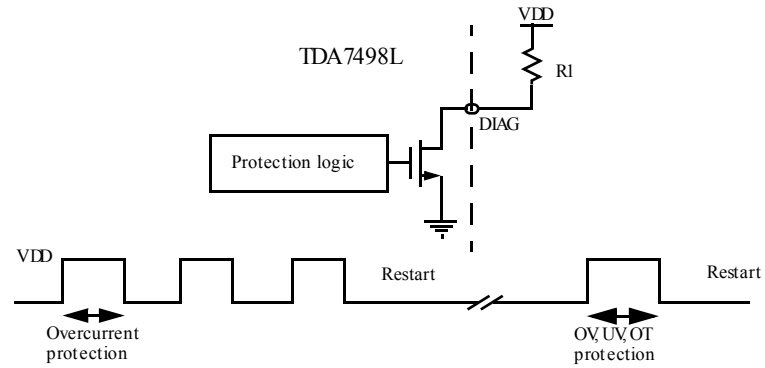 VDD
TDA7498L
R1
DIAG
Protection logic
VDD
Restart
Restart
Overcurrent
protection
OV, UV, OT
protection